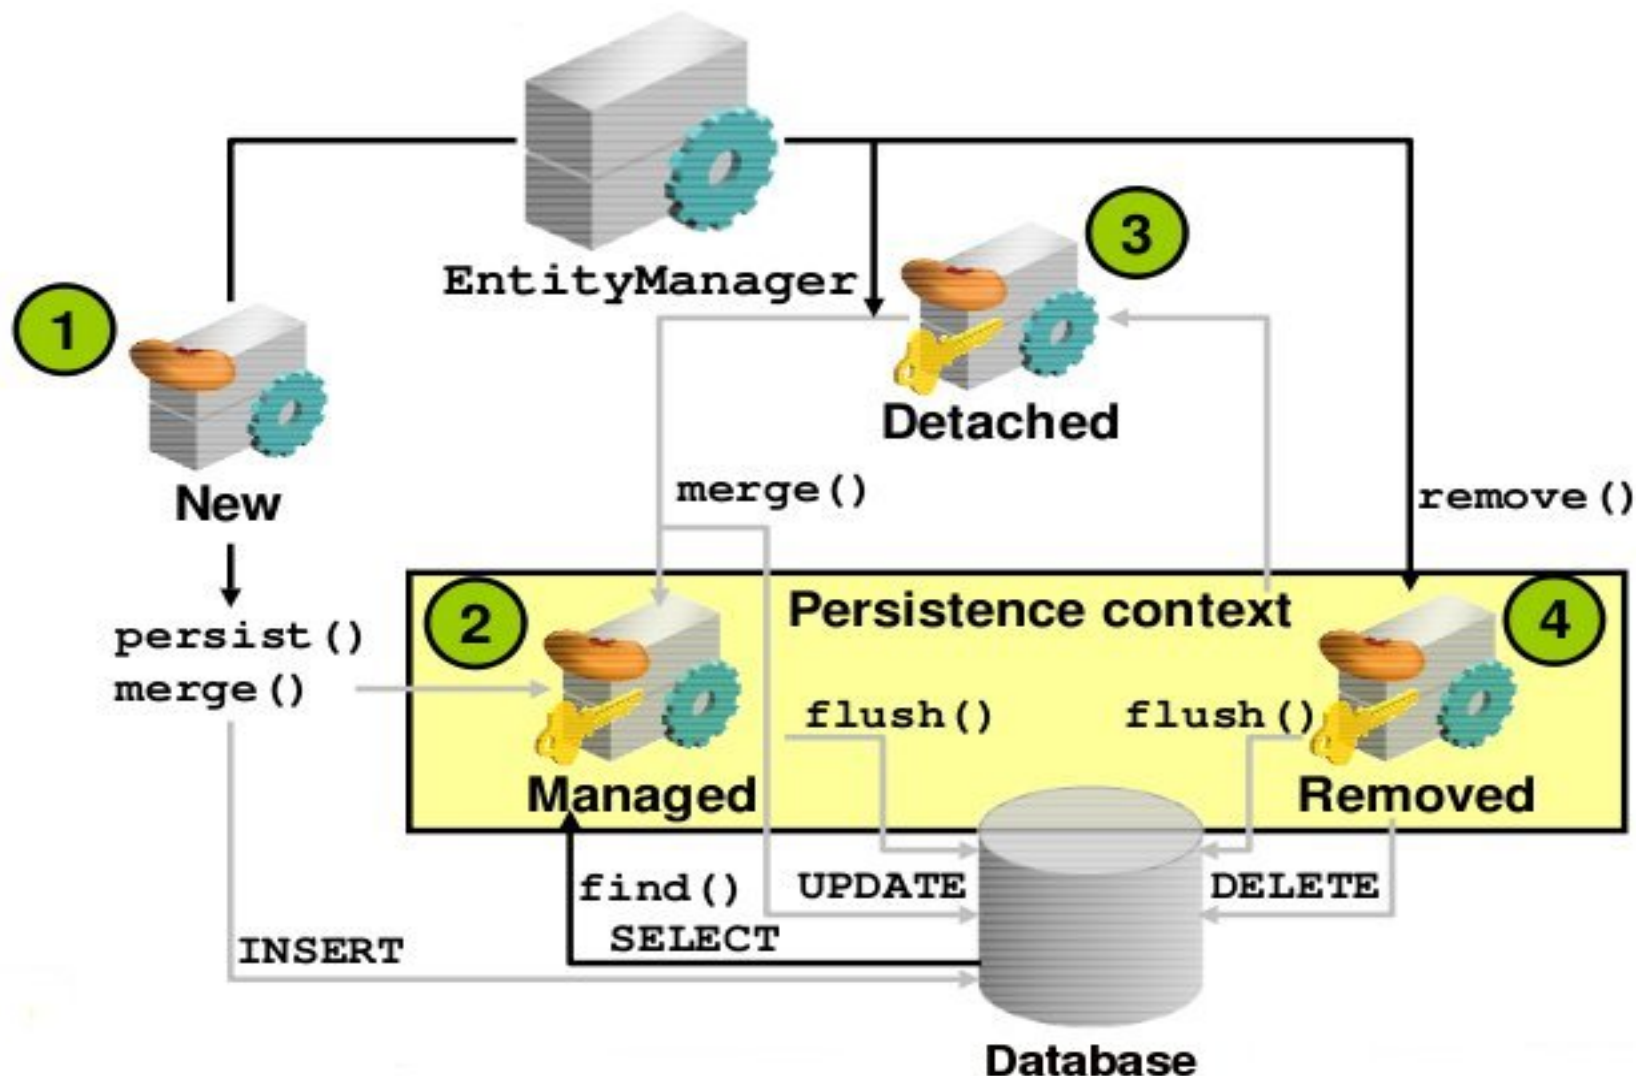 EntityManager
3
1
Detached
New
merge()
remove()
2
Persistence context
4
persist()
merge()
flush()
flush()
Managed
Removed
find()
UPDATE
DELETE
INSERT
SELECT
Database